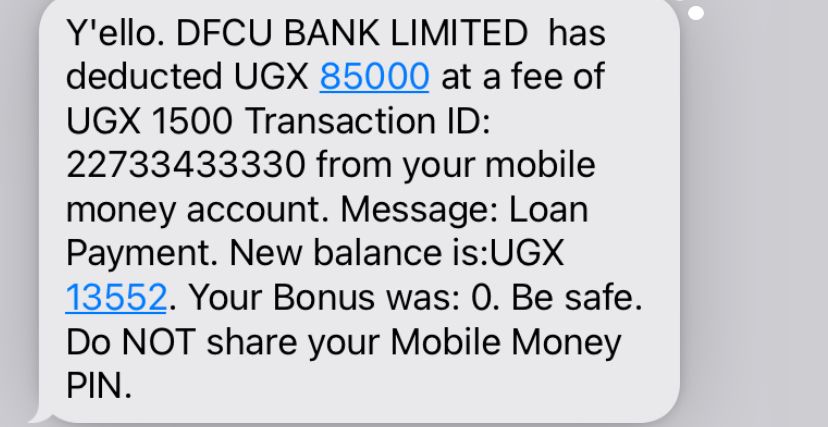 Y'ello. DFCU BANK LIMITED  has
deducted UGX 85000 at a fee of
UGX 1500 Transaction ID:
22733433330 from your mobile
money account. Message: Loan
Payment. New balance is:UGX
13552. Your Bonus was: 0. Be safe.
Do NOT share your Mobile Money
PIN.